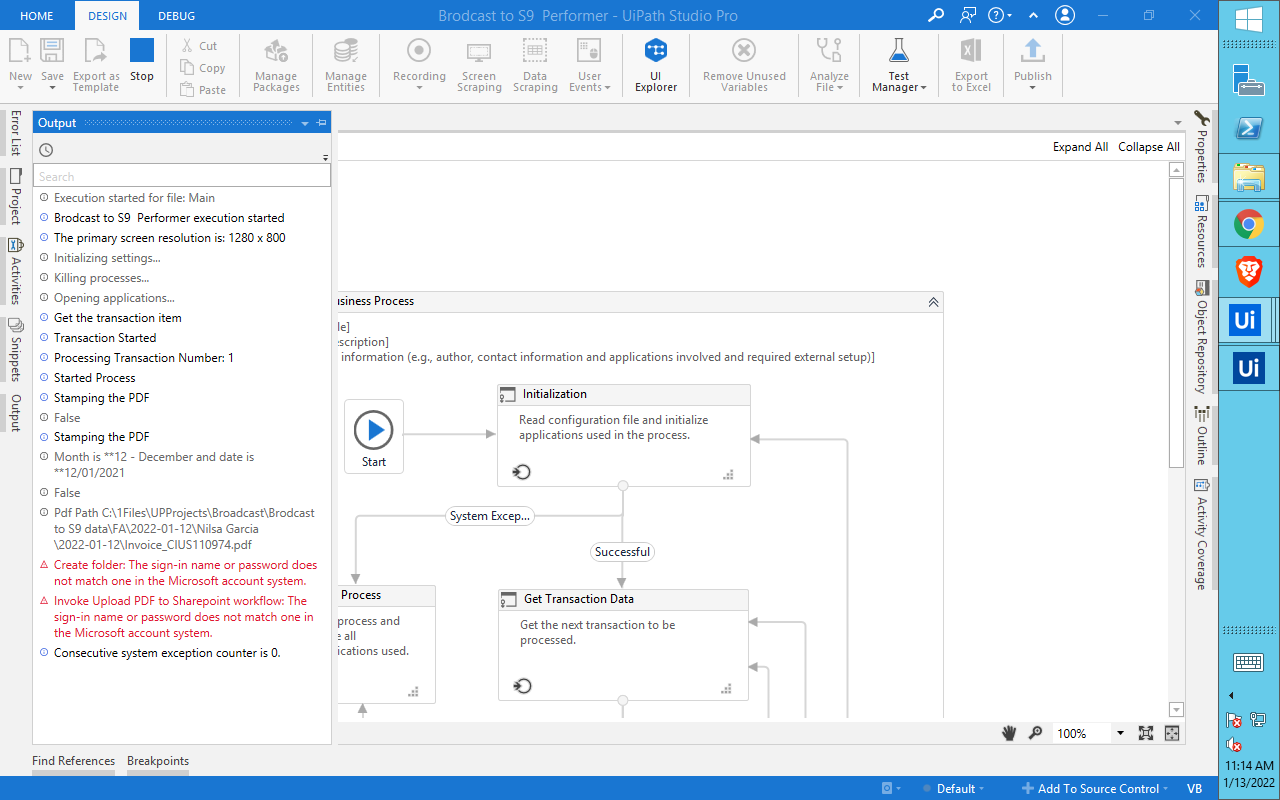 HOME DESIGN DEBUG Brodcast to S9 Performer - UiPath Studio Pro
New Save Export as Template Stop Cut Copy Paste Manage Packages Manage Entities Recording Screen Scraping Data Scraping User Events UI Explorer Remove Unused Variables Analyze File Test Manager Export to Excel Publish
Error List
Project
Activities
Snippets
Output
Output
Search
Execution started for file: Main
Brodcast to S9 Performer execution started
The primary screen resolution is: 1280 x 800
Initializing settings...
Killing processes...
Opening applications...
Get the transaction item
Transaction Started
Processing Transaction Number: 1
Started Process
Stamping the PDF
False
Stamping the PDF
Month is **12 - December and date is
**12/01/2021
False
Pdf Path C:\1Files\UPProjects\Broadcast\Brodcast
to S9 data\FA\2022-01-12\Nilsa Garcia
\2022-01-12\Invoice_CIUS110974.pdf
Create folder: The sign-in name or password does
not match one in the Microsoft account system.
Invoke Upload PDF to Sharepoint workflow: The
sign-in name or password does not match one in
the Microsoft account system.
Consecutive system exception counter is 0.
Expand All Collapse All
usiness Process
le]
escription]
information (e.g., author, contact information and applications involved and required external setup)]
Start
Initialization
Read configuration file and initialize
applications used in the process.
System Excep...
Successful
Process
process and
e all
ications used.
Get Transaction Data
Get the next transaction to be
processed.
100%
Properties
Resources
Object Repository
Outline
Activity Coverage
Find References Breakpoints
Default Add To Source Control VB
Ui
Ui
11:14 AM
1/13/2022